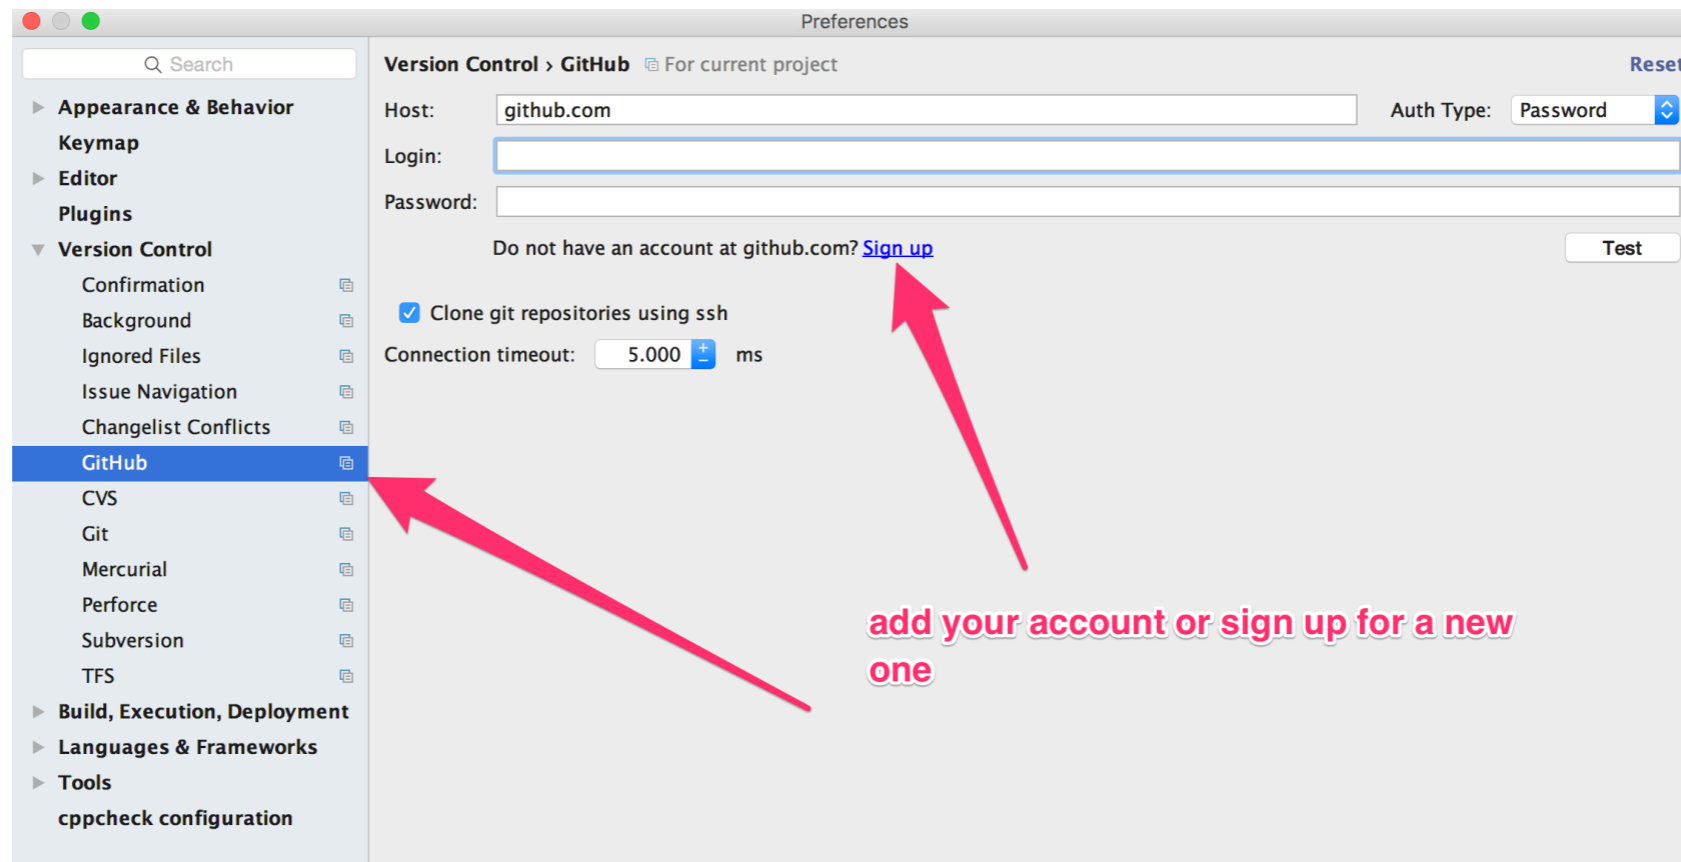 Preferences
Search
Version Control › GitHub For current project
Reset
Appearance & Behavior
Keymap
Editor
Plugins
Version Control
Confirmation
Background
Ignored Files
Issue Navigation
Changelist Conflicts
GitHub
CVS
Git
Mercurial
Perforce
Subversion
TFS
Build, Execution, Deployment
Languages & Frameworks
Tools
cppcheck configuration
Host: github.com Auth Type: Password
Login:
Password:
Do not have an account at github.com? Sign up
Test
Clone git repositories using ssh
Connection timeout: 5.000 ms
add your account or sign up for a new
one